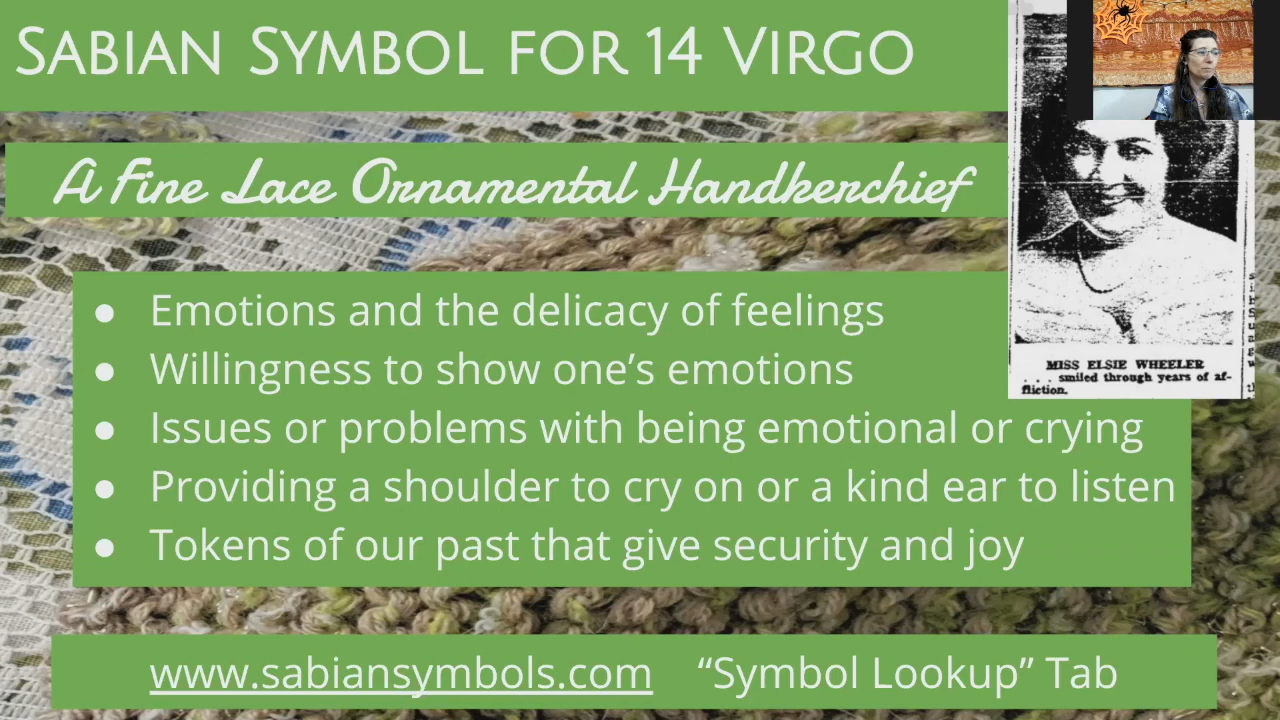 Sabian Symbol for 14 Virgo
A Fine Lace Ornamental Handkerchief
● Emotions and the delicacy of feelings
● Willingness to show one’s emotions
● Issues or problems with being emotional or crying
● Providing a shoulder to cry on or a kind ear to listen
● Tokens of our past that give security and joy
MISS ELSIE WHEELER
. . . smiled through years of af-
fliction.
www.sabiansymbols.com “Symbol Lookup” Tab